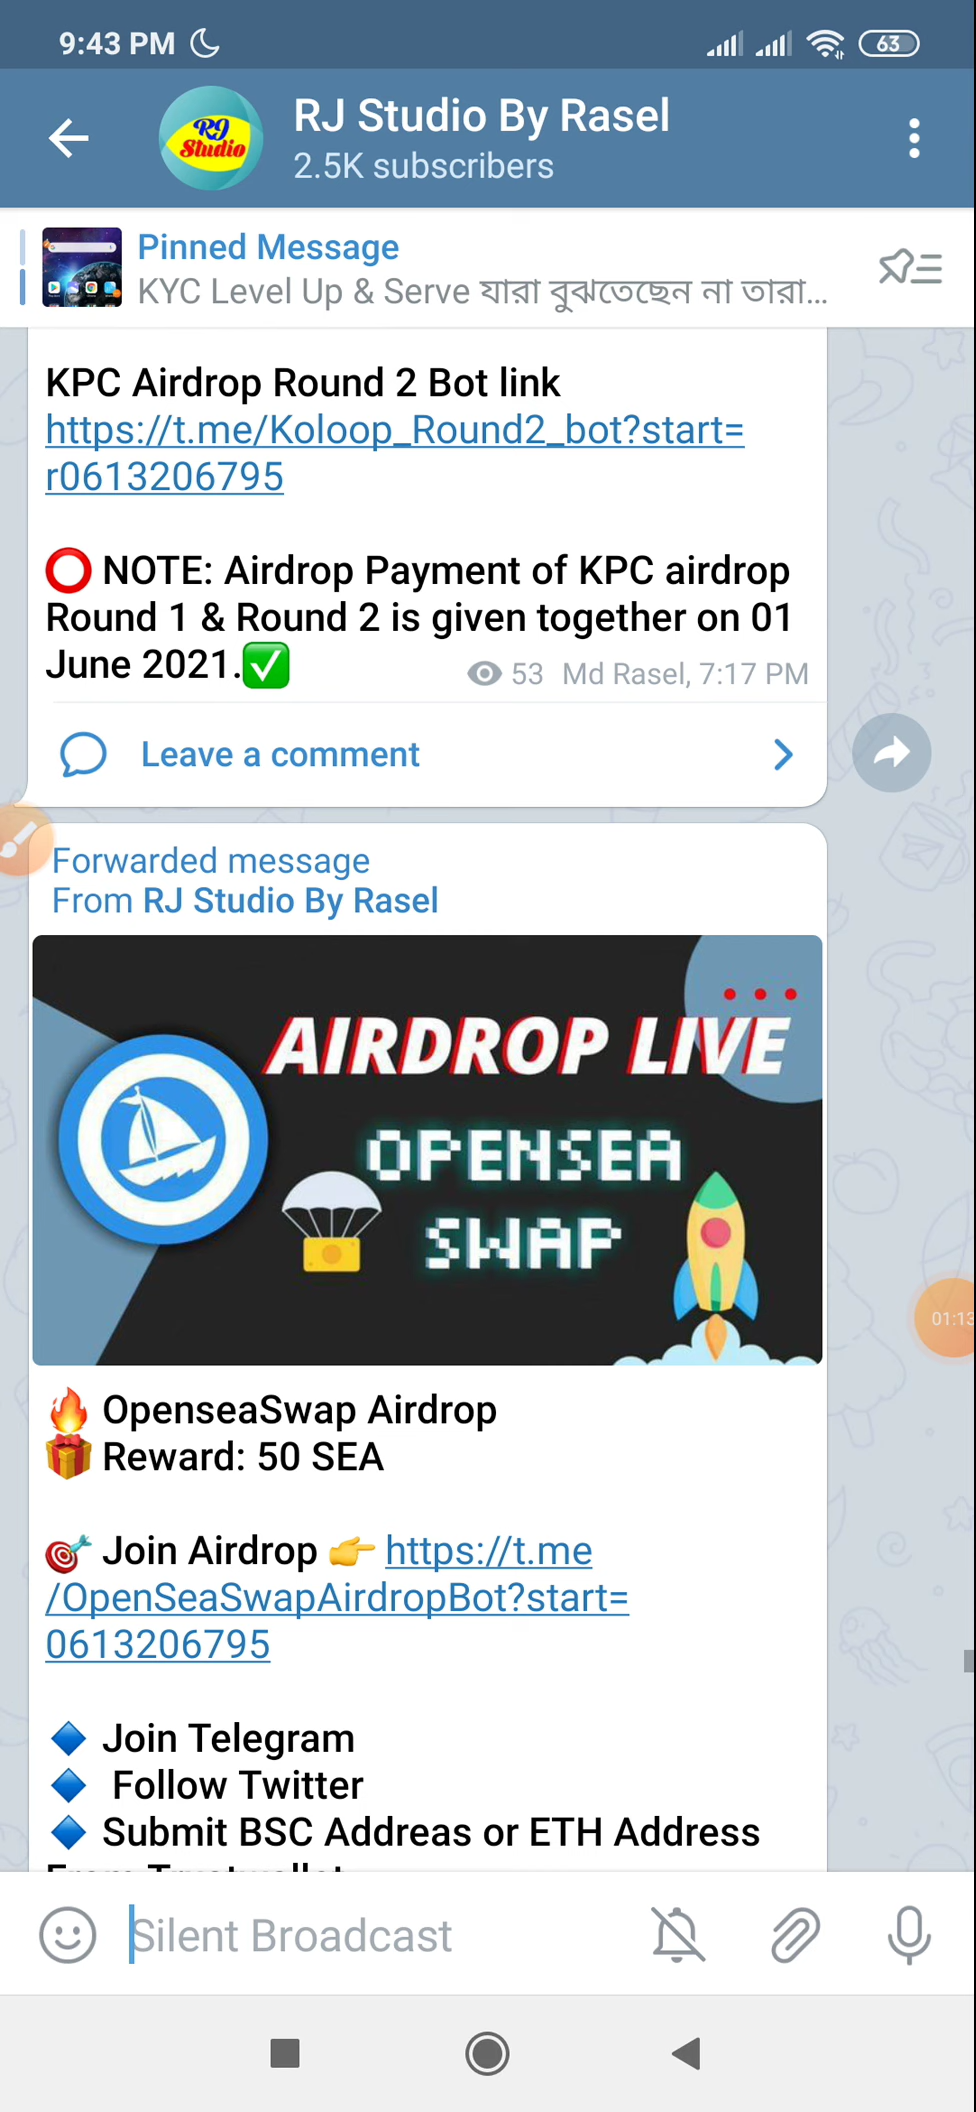 9:43 PM
63
RJ Studio By Rasel
2.5K subscribers
RJ
Studio
Pinned Message
KYC Level Up & Serve যারা বুঝতেছেন না তারা...
KPC Airdrop Round 2 Bot link
https://t.me/Koloop_Round2_bot?start=
r0613206795
⭕ NOTE: Airdrop Payment of KPC airdrop
Round 1 & Round 2 is given together on 01
June 2021.✅
53 Md Rasel, 7:17 PM
Leave a comment
Forwarded message
From RJ Studio By Rasel
AIRDROP LIVE
OPENSEA
SWAP
01:13
🔥 OpenseaSwap Airdrop
🎁 Reward: 50 SEA
🎯 Join Airdrop 👉 https://t.me
/OpenSeaSwapAirdropBot?start=
0613206795
🔷 Join Telegram
🔷 Follow Twitter
🔷 Submit BSC Addreas or ETH Address
Silent Broadcast